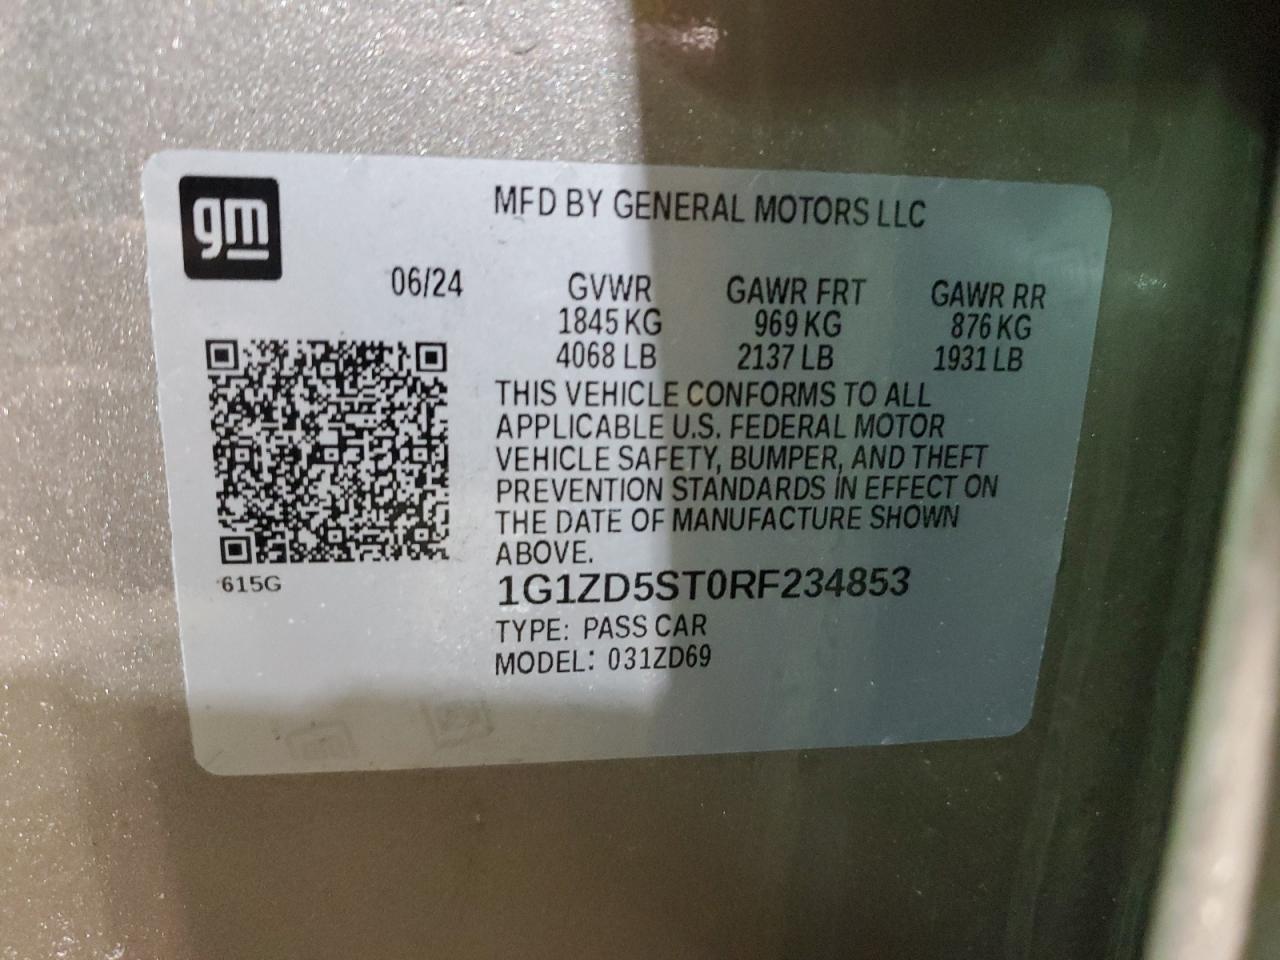 gm
MFD BY GENERAL MOTORS LLC
06/24 GVWR GAWR FRT GAWR RR
1845 KG 969 KG 876 KG
4068 LB 2137 LB 1931 LB
THIS VEHICLE CONFORMS TO ALL
APPLICABLE U.S. FEDERAL MOTOR
VEHICLE SAFETY, BUMPER, AND THEFT
PREVENTION STANDARDS IN EFFECT ON
THE DATE OF MANUFACTURE SHOWN
ABOVE.
615G
1G1ZD5ST0RF234853
TYPE: PASS CAR
MODEL: 031ZD69